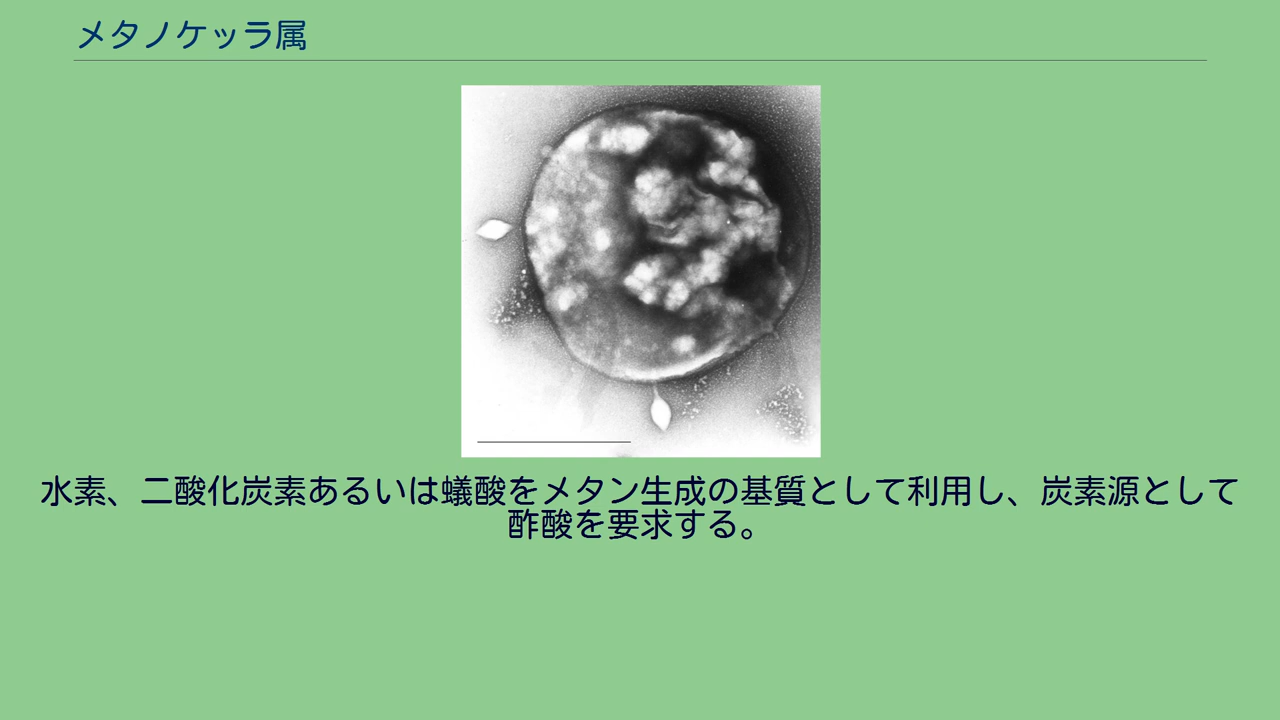 メタノケッラ属
水素、二酸化炭素あるいは蟻酸をメタン生成の基質として利用し、炭素源として
酢酸を要求する。